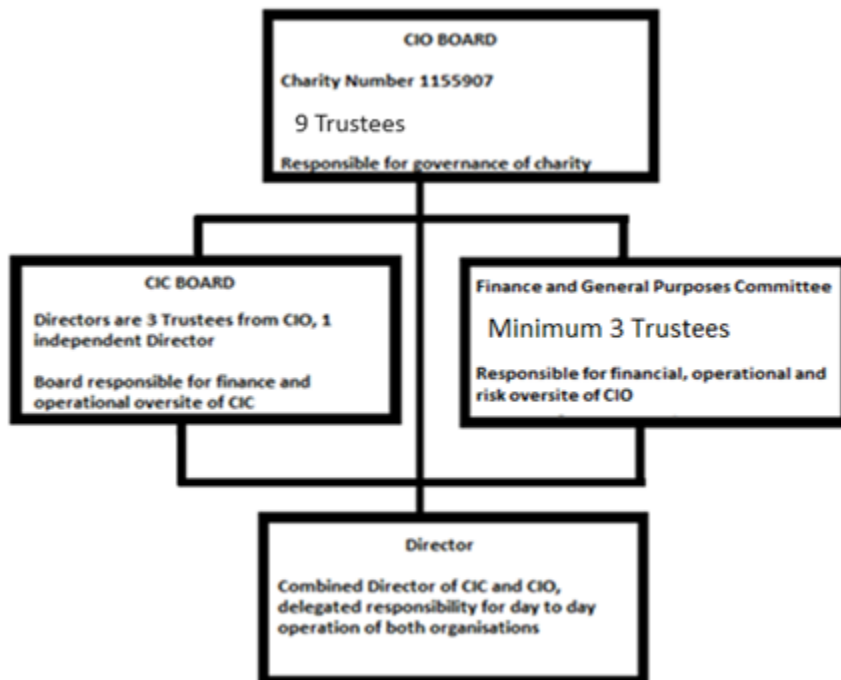 CIO BOARD
Charity Number 1155907
9 Trustees
Responsible for governance of charity
CIC BOARD
Directors are 3 Trustees from CIO, 1
independent Director
Board responsible for finance and
operational oversite of CIC
Finance and General Purposes Committee
Minimum 3 Trustees
Responsible for financial, operational and
risk oversite of CIO
Director
Combined Director of CIC and CIO,
delegated responsibility for day to day
operation of both organisations